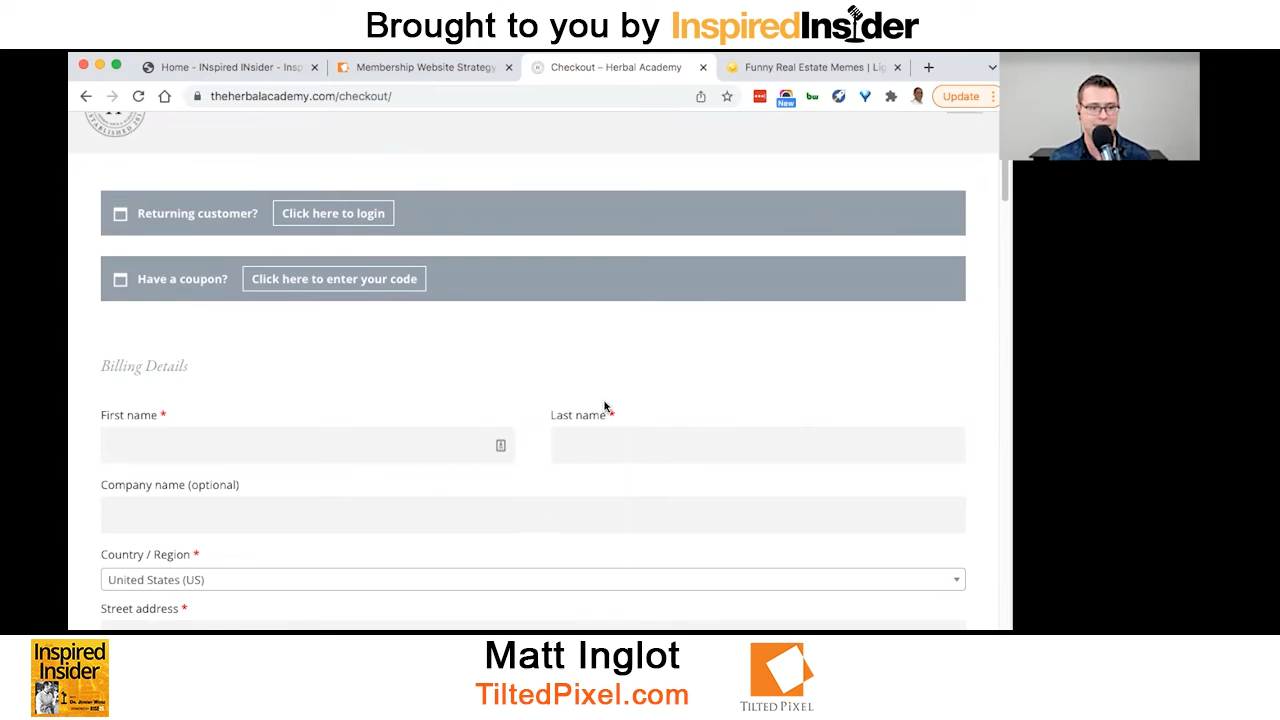 Brought to you by InspiredInsider
Home - INspired INsider - Insp
Membership Website Strategy
Checkout – Herbal Academy
Funny Real Estate Memes | Lig
theherbalacademy.com/checkout/
New
bw
Update
Returning customer? Click here to login
Have a coupon? Click here to enter your code
Billing Details
First name *
Last name *
Company name (optional)
Country / Region *
United States (US)
Street address *
Inspired
Insider
Matt Inglot
TiltedPixel.com
TILTED PIXEL